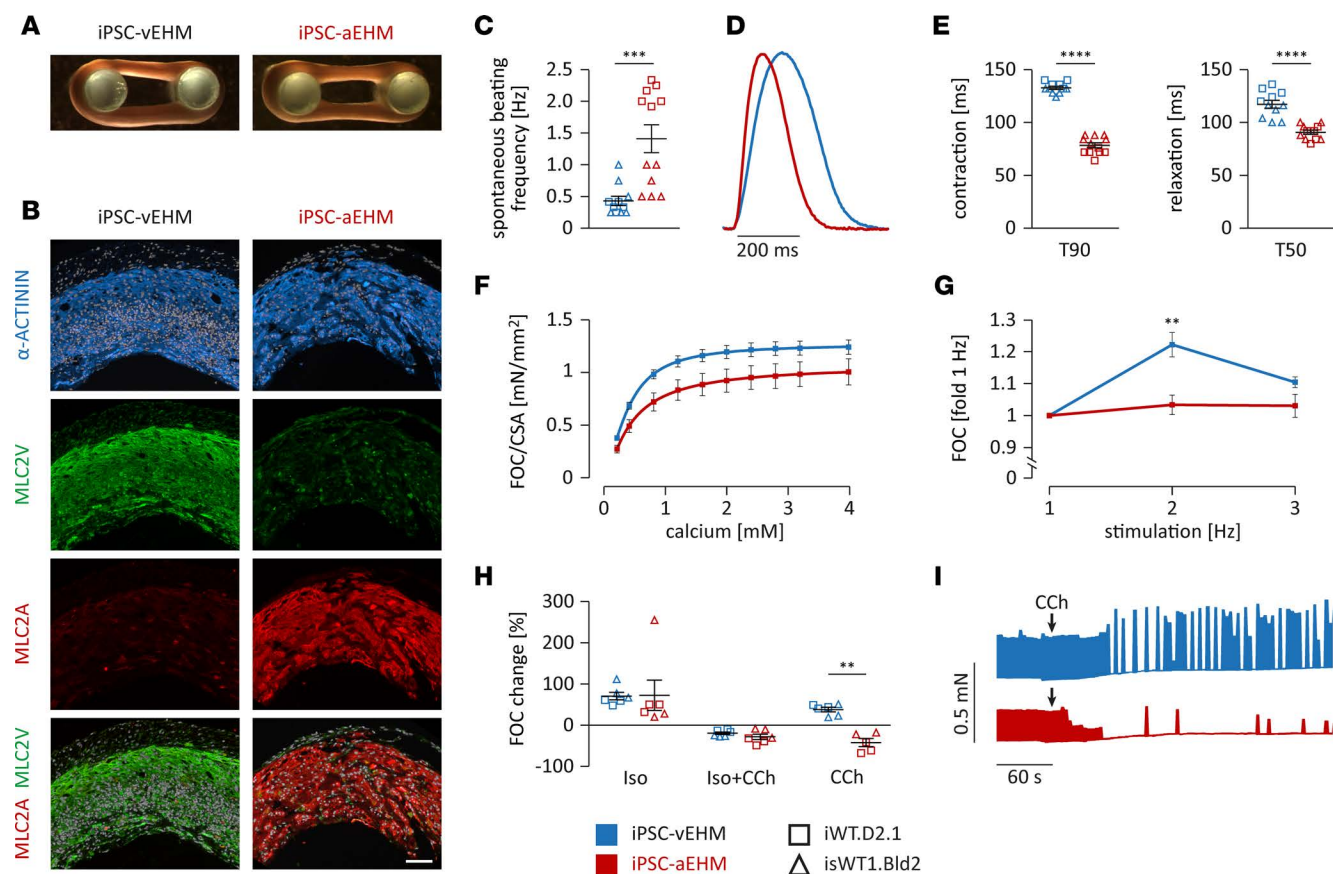 A
iPSC-vEHM
iPSC-aEHM
B
iPSC-vEHM
iPSC-aEHM
α-ACTININ
MLC2V
MLC2A
MLC2A MLC2V
C
***
spontaneous beating
frequency [Hz]
2.5
2.0
1.5
1.0
0.5
0
D
200 ms
E
****
contraction [ms]
150
100
50
0
T90
****
relaxation [ms]
150
100
50
0
T50
F
FOC/CSA [mN/mm²]
1.5
1
0.5
0
0 1 2 3 4
calcium [mM]
G
**
FOC [fold 1 Hz]
1.3
1.2
1.1
1
0.9
0
1 2 3
stimulation [Hz]
H
FOC change [%]
300
200
100
0
-100
**
Iso Iso+CCh CCh
I
CCh
0.5 mN
60 s
iPSC-vEHM
iWT.D2.1
iPSC-aEHM
isWT1.Bld2